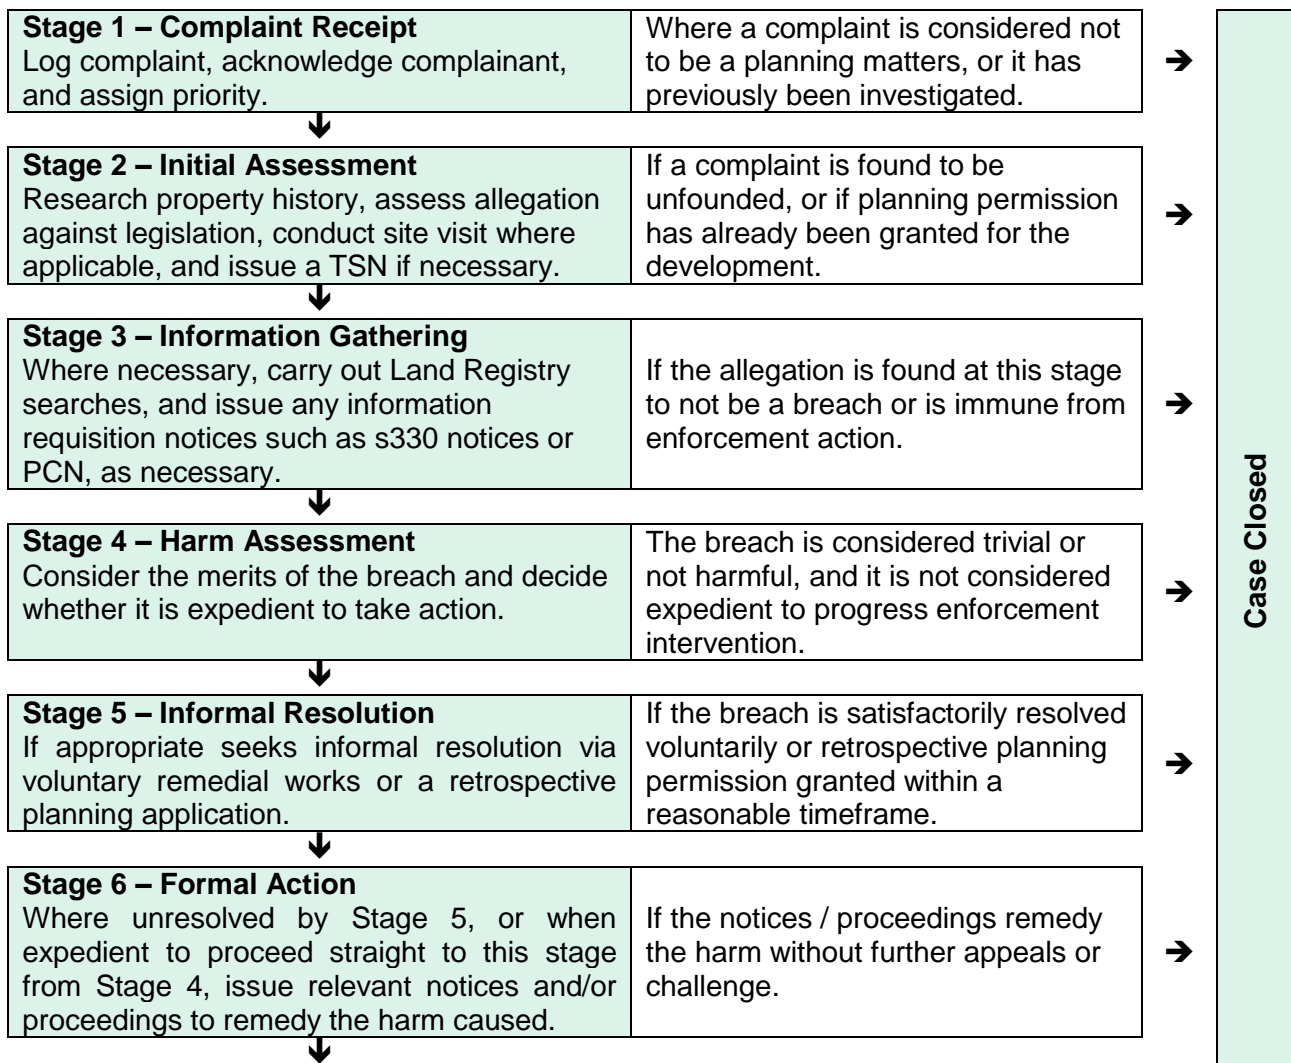 Stage 1 – Complaint Receipt
Log complaint, acknowledge complainant,
and assign priority.
Where a complaint is considered not
to be a planning matters, or it has
previously been investigated.
Stage 2 – Initial Assessment
Research property history, assess allegation
against legislation, conduct site visit where
applicable, and issue a TSN if necessary.
If a complaint is found to be
unfounded, or if planning permission
has already been granted for the
development.
Stage 3 – Information Gathering
Where necessary, carry out Land Registry
searches, and issue any information
requisition notices such as s330 notices or
PCN, as necessary.
If the allegation is found at this stage
to not be a breach or is immune from
enforcement action.
Stage 4 – Harm Assessment
Consider the merits of the breach and decide
whether it is expedient to take action.
The breach is considered trivial or
not harmful, and it is not considered
expedient to progress enforcement
intervention.
Stage 5 – Informal Resolution
If appropriate seeks informal resolution via
voluntary remedial works or a retrospective
planning application.
If the breach is satisfactorily resolved
voluntarily or retrospective planning
permission granted within a
reasonable timeframe.
Stage 6 – Formal Action
Where unresolved by Stage 5, or when
expedient to proceed straight to this stage
from Stage 4, issue relevant notices and/or
proceedings to remedy the harm caused.
If the notices / proceedings remedy
the harm without further appeals or
challenge.
Case Closed